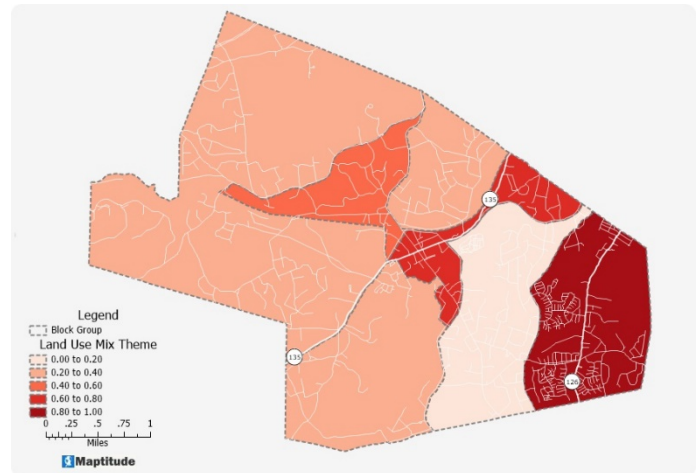 135
Legend
Block Group
Land Use Mix Theme
0.00 to 0.20
0.20 to 0.40
0.40 to 0.60
0.60 to 0.80
0.80 to 1.00
0 .25 .5 .75 1
Miles
135
126
Maptitude